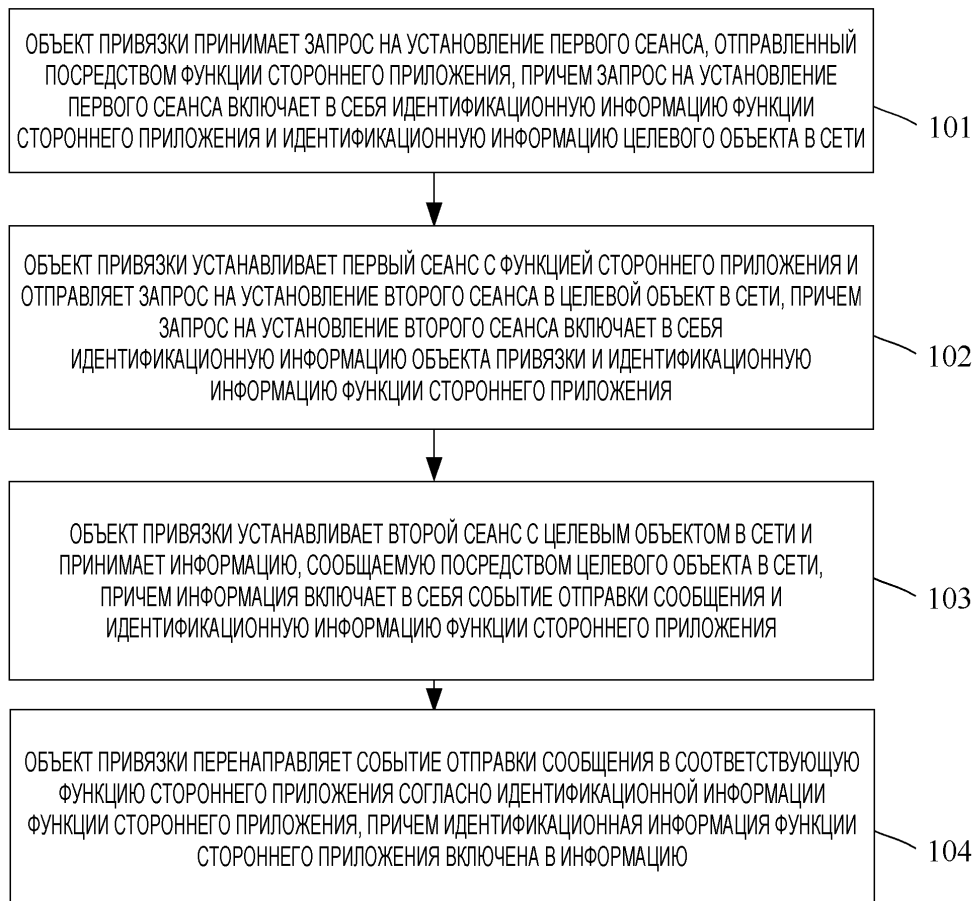 ОБЪЕКТ ПРИВЯЗКИ ПРИНИМАЕТ ЗАПРОС НА УСТАНОВЛЕНИЕ ПЕРВОГО СЕАНСА, ОТПРАВЛЕННЫЙ
ПОСРЕДСТВОМ ФУНКЦИИ СТОРОННЕГО ПРИЛОЖЕНИЯ, ПРИЧЕМ ЗАПРОС НА УСТАНОВЛЕНИЕ
ПЕРВОГО СЕАНСА ВКЛЮЧАЕТ В СЕБЯ ИДЕНТИФИКАЦИОННУЮ ИНФОРМАЦИЮ ФУНКЦИИ
СТОРОННЕГО ПРИЛОЖЕНИЯ И ИДЕНТИФИКАЦИОННУЮ ИНФОРМАЦИЮ ЦЕЛЕВОГО ОБЪЕКТА В СЕТИ
101
ОБЪЕКТ ПРИВЯЗКИ УСТАНАВЛИВАЕТ ПЕРВЫЙ СЕАНС С ФУНКЦИЕЙ СТОРОННЕГО ПРИЛОЖЕНИЯ И
ОТПРАВЛЯЕТ ЗАПРОС НА УСТАНОВЛЕНИЕ ВТОРОГО СЕАНСА В ЦЕЛЕВОЙ ОБЪЕКТ В СЕТИ, ПРИЧЕМ
ЗАПРОС НА УСТАНОВЛЕНИЕ ВТОРОГО СЕАНСА ВКЛЮЧАЕТ В СЕБЯ
ИДЕНТИФИКАЦИОННУЮ ИНФОРМАЦИЮ ОБЪЕКТА ПРИВЯЗКИ И ИДЕНТИФИКАЦИОННУЮ
ИНФОРМАЦИЮ ФУНКЦИИ СТОРОННЕГО ПРИЛОЖЕНИЯ
102
ОБЪЕКТ ПРИВЯЗКИ УСТАНАВЛИВАЕТ ВТОРОЙ СЕАНС С ЦЕЛЕВЫМ ОБЪЕКТОМ В СЕТИ И
ПРИНИМАЕТ ИНФОРМАЦИЮ, СООБЩАЕМУЮ ПОСРЕДСТВОМ ЦЕЛЕВОГО ОБЪЕКТА В СЕТИ,
ПРИЧЕМ ИНФОРМАЦИЯ ВКЛЮЧАЕТ В СЕБЯ СОБЫТИЕ ОТПРАВКИ СООБЩЕНИЯ И
ИДЕНТИФИКАЦИОННУЮ ИНФОРМАЦИЮ ФУНКЦИИ СТОРОННЕГО ПРИЛОЖЕНИЯ
103
ОБЪЕКТ ПРИВЯЗКИ ПЕРЕНАПРАВЛЯЕТ СОБЫТИЕ ОТПРАВКИ СООБЩЕНИЯ В СООТВЕТСТВУЮЩУЮ
ФУНКЦИЮ СТОРОННЕГО ПРИЛОЖЕНИЯ СОГЛАСНО ИДЕНТИФИКАЦИОННОЙ ИНФОРМАЦИИ
ФУНКЦИИ СТОРОННЕГО ПРИЛОЖЕНИЯ, ПРИЧЕМ ИДЕНТИФИКАЦИОННАЯ ИНФОРМАЦИЯ ФУНКЦИИ
СТОРОННЕГО ПРИЛОЖЕНИЯ ВКЛЮЧЕНА В ИНФОРМАЦИЮ
104